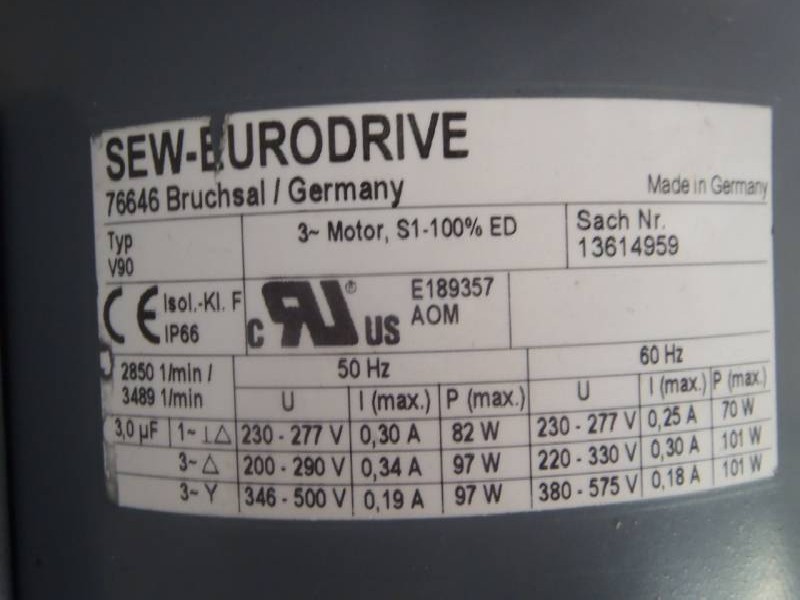 SEW-EURODRIVE
76646 Bruchsal / Germany
Made in Germany
Typ
V90
3~ Motor, S1-100% ED
Sach Nr.
13614959
CE
Isol.-Kl. F
IP66
c RU ® US
E189357
AOM
2850 1/min /
3489 1/min
50 Hz
60 Hz
U I (max.) P (max.) U I (max.) P (max.)
3,0 µF 1~ ⊥△ 230 - 277 V 0,30 A 82 W 230 - 277 V 0,25 A 70 W
3~ △ 200 - 290 V 0,34 A 97 W 220 - 330 V 0,30 A 101 W
3~ Y 346 - 500 V 0,19 A 97 W 380 - 575 V 0,18 A 101 W